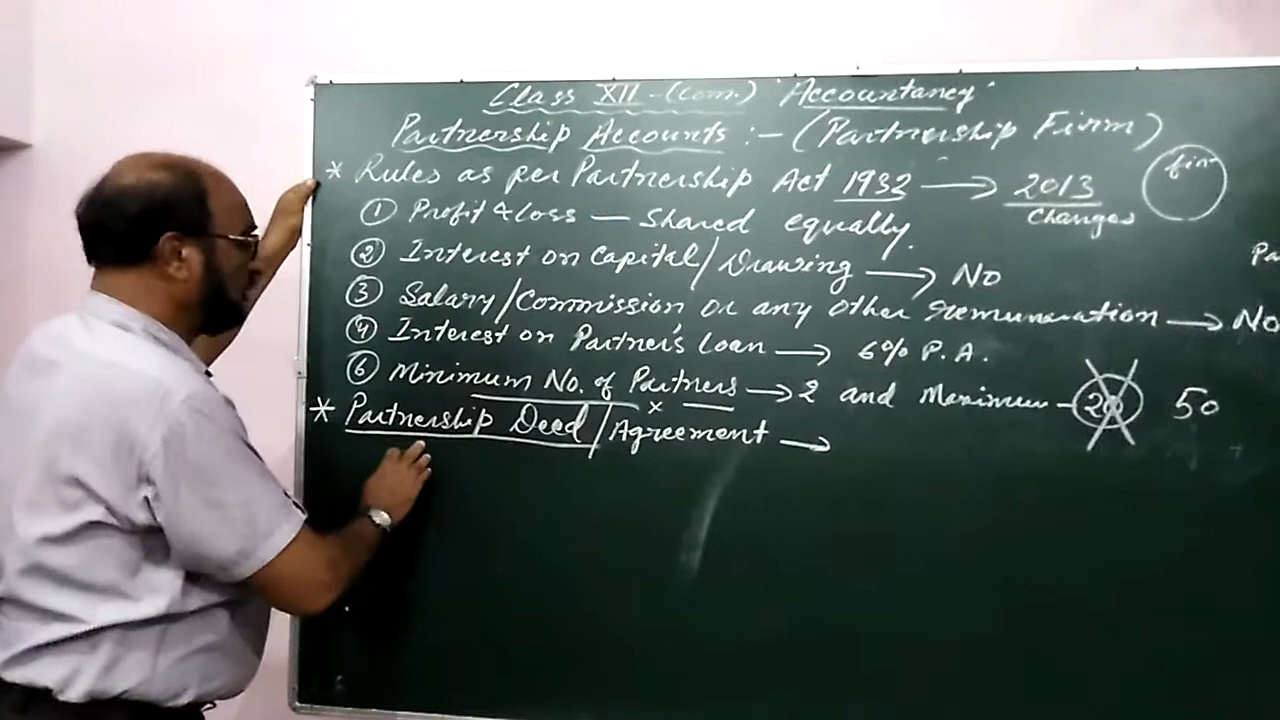 Class XII - (Com.) 'Accountancy'
Partnership Accounts :- (Partnership Firm)
* Rules as per Partnership Act 1932 → 2013
Changes
firm
① Profit & Loss — Shared equally.
② Interest on Capital/Drawing → No
Pa
③ Salary/Commission or any other remuneration → No
④ Interest on Partner's Loan → 6% P.A.
⑥ Minimum No. of Partners → 2 and Maximum - 20 50
* Partnership Deed/Agreement →